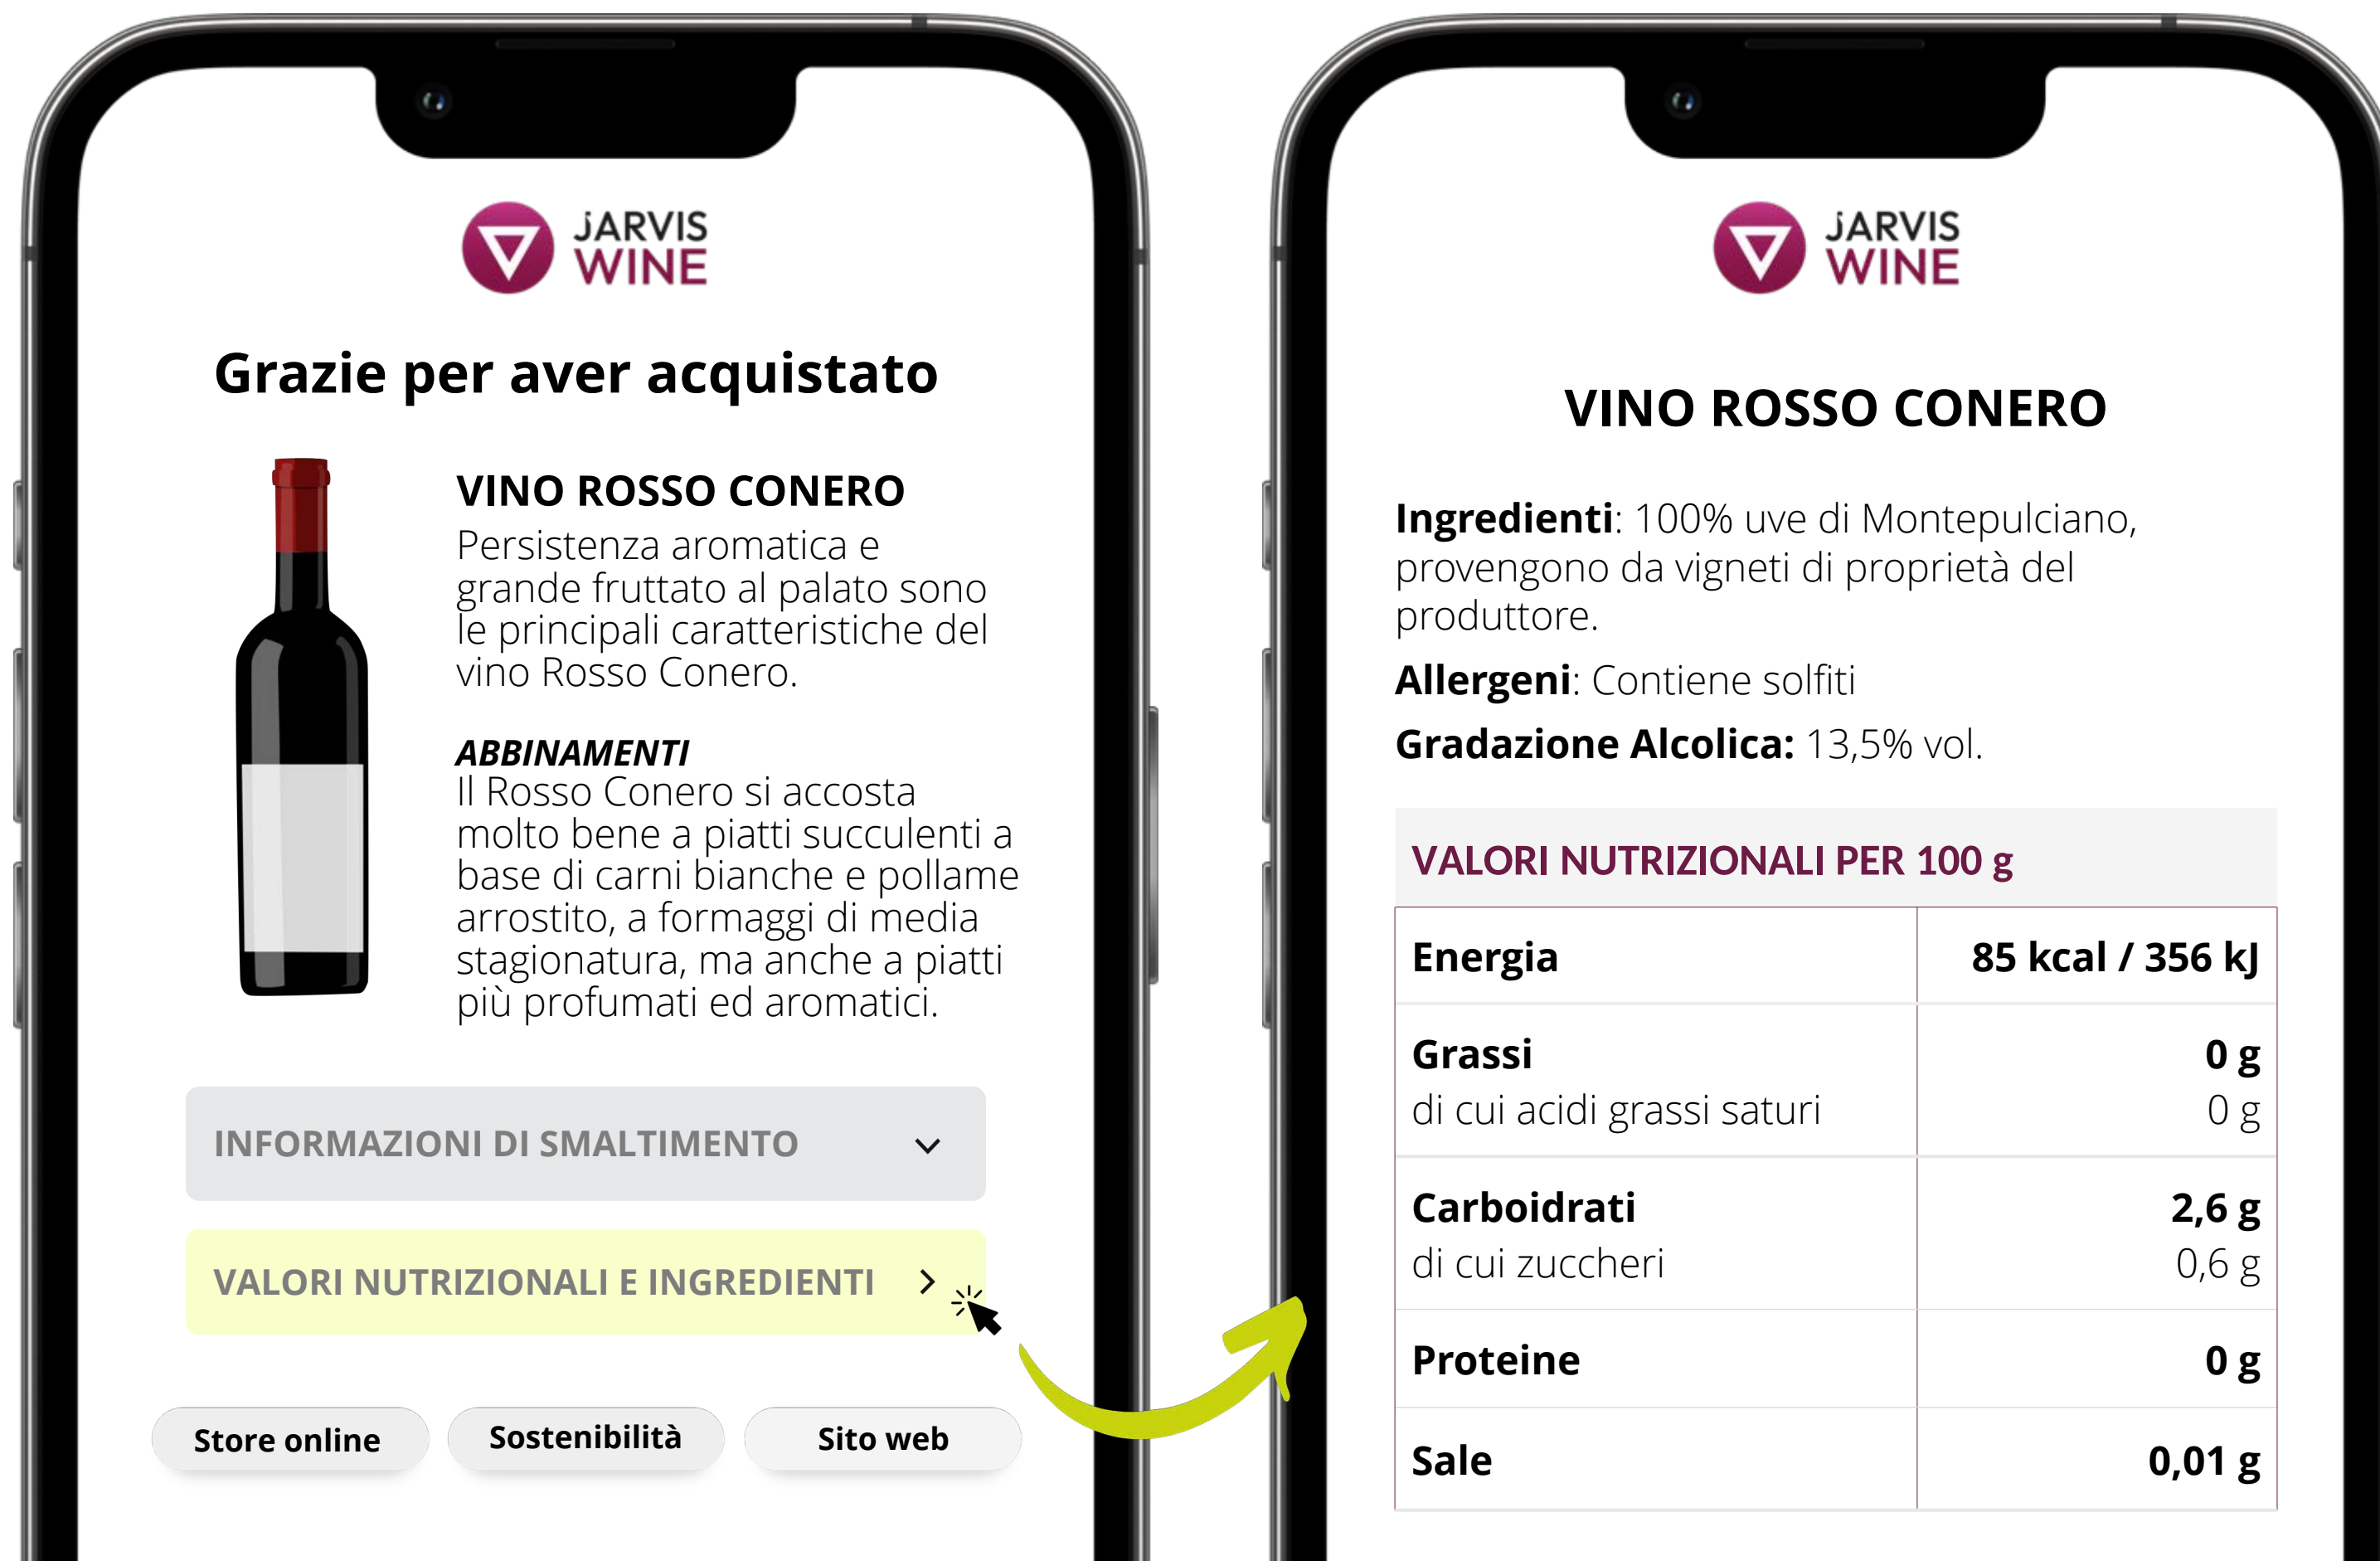 JARVIS
WINE
Grazie per aver acquistato
VINO ROSSO CONERO
Persistenza aromatica e
grande fruttato al palato sono
le principali caratteristiche del
vino Rosso Conero.
ABBINAMENTI
Il Rosso Conero si accosta
molto bene a piatti succulenti a
base di carni bianche e pollame
arrostito, a formaggi di media
stagionatura, ma anche a piatti
più profumati ed aromatici.
INFORMAZIONI DI SMALTIMENTO
VALORI NUTRIZIONALI E INGREDIENTI
Store online
Sostenibilità
Sito web
JARVIS
WINE
VINO ROSSO CONERO
Ingredienti: 100% uve di Montepulciano,
provengono da vigneti di proprietà del
produttore.
Allergeni: Contiene solfiti
Gradazione Alcolica: 13,5% vol.
VALORI NUTRIZIONALI PER 100 g
Energia 85 kcal / 356 kJ
Grassi 0 g
di cui acidi grassi saturi 0 g
Carboidrati 2,6 g
di cui zuccheri 0,6 g
Proteine 0 g
Sale 0,01 g